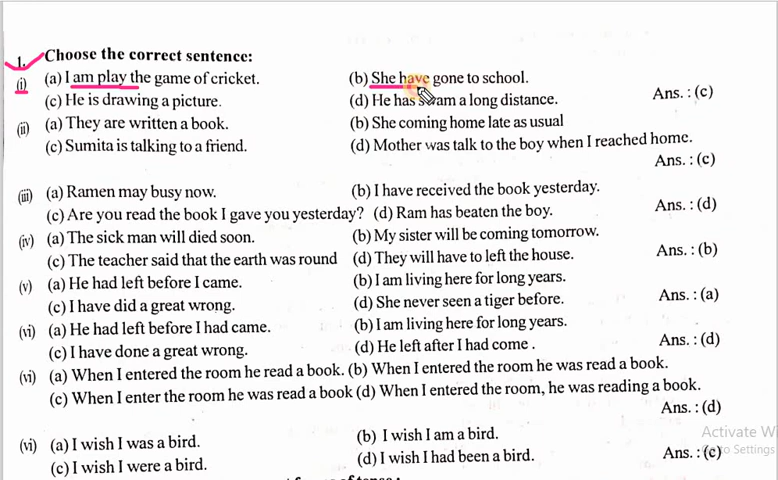 1. Choose the correct sentence:
(i) (a) I am play the game of cricket. (b) She have gone to school.
(c) He is drawing a picture. (d) He has swam a long distance. Ans. : (c)
(ii) (a) They are written a book. (b) She coming home late as usual
(c) Sumita is talking to a friend. (d) Mother was talk to the boy when I reached home.
Ans. : (c)
(iii) (a) Ramen may busy now. (b) I have received the book yesterday.
(c) Are you read the book I gave you yesterday? (d) Ram has beaten the boy. Ans. : (d)
(iv) (a) The sick man will died soon. (b) My sister will be coming tomorrow.
(c) The teacher said that the earth was round (d) They will have to left the house. Ans. : (b)
(v) (a) He had left before I came. (b) I am living here for long years.
(c) I have did a great wrong. (d) She never seen a tiger before. Ans. : (a)
(vi) (a) He had left before I had came. (b) I am living here for long years.
(c) I have done a great wrong. (d) He left after I had come . Ans. : (d)
(vi) (a) When I entered the room he read a book. (b) When I entered the room he was read a book.
(c) When I enter the room he was read a book (d) When I entered the room, he was reading a book.
Ans. : (d)
(vi) (a) I wish I was a bird. (b) I wish I am a bird.
(c) I wish I were a bird. (d) I wish I had been a bird. Ans. : (c)
Activate W
to Settings